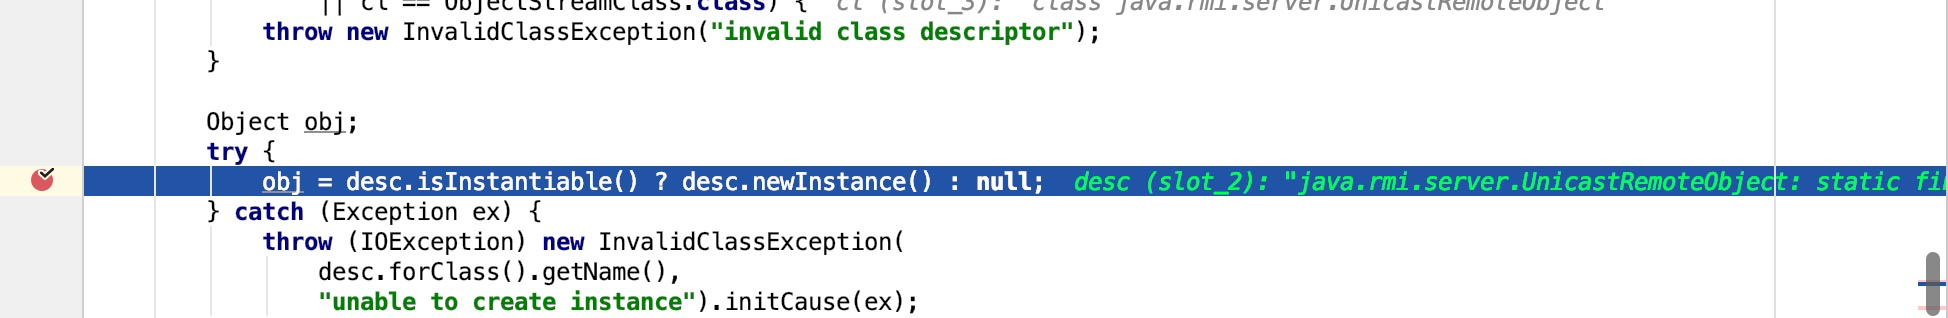 || cl == ObjectStreamClass.class) {  cl (slot_3): "class java.rmi.server.UnicastRemoteObject"
throw new InvalidClassException("invalid class descriptor");
}
Object obj;
try {
obj = desc.isInstantiable() ? desc.newInstance() : null;  desc (slot_2): "java.rmi.server.UnicastRemoteObject: static fi
} catch (Exception ex) {
throw (IOException) new InvalidClassException(
desc.forClass().getName(),
"unable to create instance").initCause(ex);